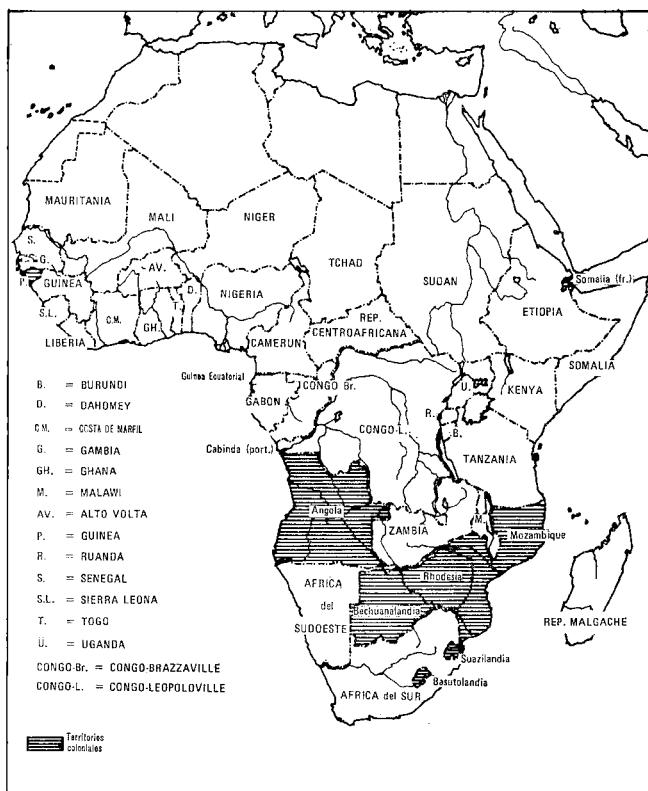 MAURITANIA
MALI
NIGER
TCHAD
SUDAN
Somalia (fr.)
S.
G.
P.
GUINEA
AV.
D.
NIGERIA
ETIOPIA
S.L.
C.M.
GH.
T.
REP.
CENTROAFRICANA
LIBERIA
CAMERUN
SOMALIA
Guinea Ecuatorial
CONGO Br.
U.
KENYA
GABON
CONGO-L.
R.
B.
Cabinda (port.)
TANZANIA
Angola
ZAMBIA
M.
Mozambique
AFRICA
del
SUDOESTE
Rhodesia
Bechuanalandia
REP. MALGACHE
Suazilandia
Basutolandia
AFRICA del SUR
B. = BURUNDI
D. = DAHOMEY
C.M. = COSTA DE MARFIL
G. = GAMBIA
GH. = GHANA
M. = MALAWI
AV. = ALTO VOLTA
P. = GUINEA
R. = RUANDA
S. = SENEGAL
S.L. = SIERRA LEONA
T. = TOGO
U. = UGANDA
CONGO-Br. = CONGO-BRAZZAVILLE
CONGO-L. = CONGO-LEOPOLOVILLE
Territorios
coloniales